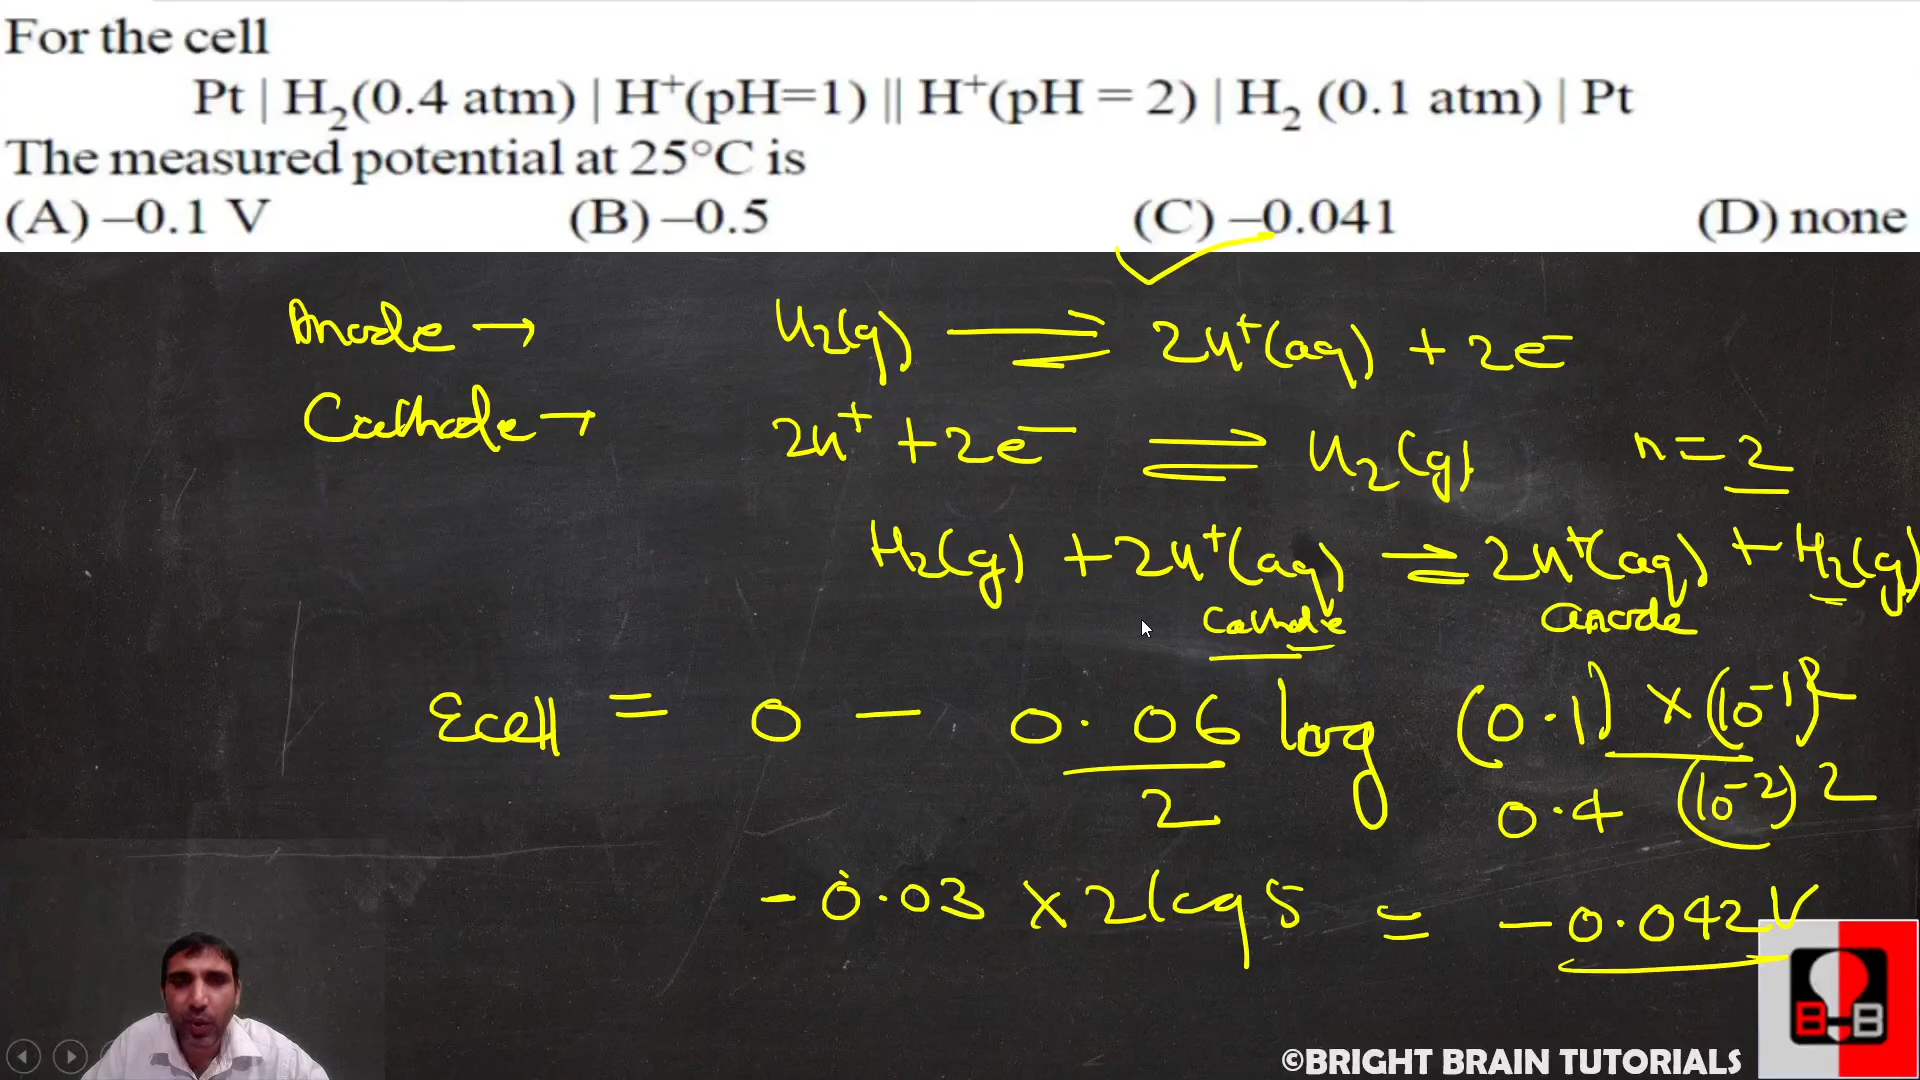 For the cell
Pt | H₂(0.4 atm) | H⁺(pH=1) || H⁺(pH = 2) | H₂ (0.1 atm) | Pt
The measured potential at 25°C is
(A) –0.1 V (B) –0.5 (C) –0.041 (D) none
Anode → H₂(g) ⇌ 2H⁺(aq) + 2e⁻
Cathode → 2H⁺ + 2e⁻ ⇌ H₂(g) n = 2
H₂(g) + 2H⁺(aq) ⇌ 2H⁺(aq) + H₂(g)
Cathode anode
Ecell = 0 – 0.06/2 log (0.1) × (10⁻¹)²/0.4 (10⁻²)²
– 0.03 × 2log 5 = – 0.042V
B B
©BRIGHT BRAIN TUTORIALS